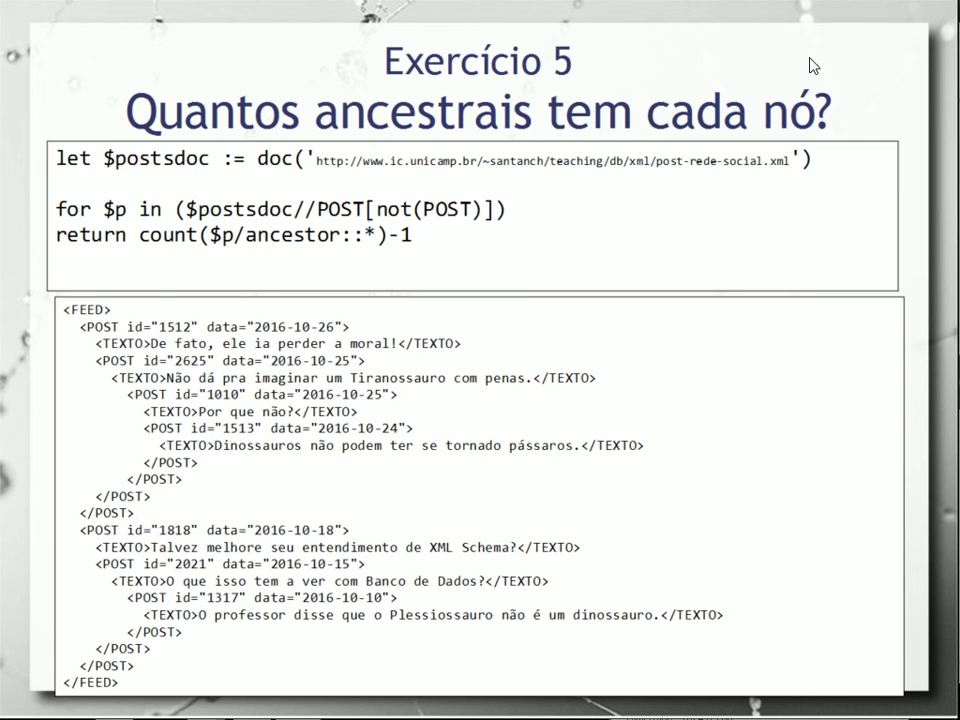 Exercício 5
Quantos ancestrais tem cada nó?
let $postsdoc := doc('http://www.ic.unicamp.br/~santanch/teaching/db/xml/post-rede-social.xml')
for $p in ($postsdoc//POST[not(POST)])
return count($p/ancestor::*)-1
<FEED>
<POST id="1512" data="2016-10-26">
<TEXTO>De fato, ele ia perder a moral!</TEXTO>
<POST id="2625" data="2016-10-25">
<TEXTO>Não dá pra imaginar um Tiranossauro com penas.</TEXTO>
<POST id="1010" data="2016-10-25">
<TEXTO>Por que não?</TEXTO>
<POST id="1513" data="2016-10-24">
<TEXTO>Dinossauros não podem ter se tornado pássaros.</TEXTO>
</POST>
</POST>
</POST>
</POST>
<POST id="1818" data="2016-10-18">
<TEXTO>Talvez melhore seu entendimento de XML Schema?</TEXTO>
<POST id="2021" data="2016-10-15">
<TEXTO>O que isso tem a ver com Banco de Dados?</TEXTO>
<POST id="1317" data="2016-10-10">
<TEXTO>O professor disse que o Plessiossauro não é um dinossauro.</TEXTO>
</POST>
</POST>
</POST>
</FEED>